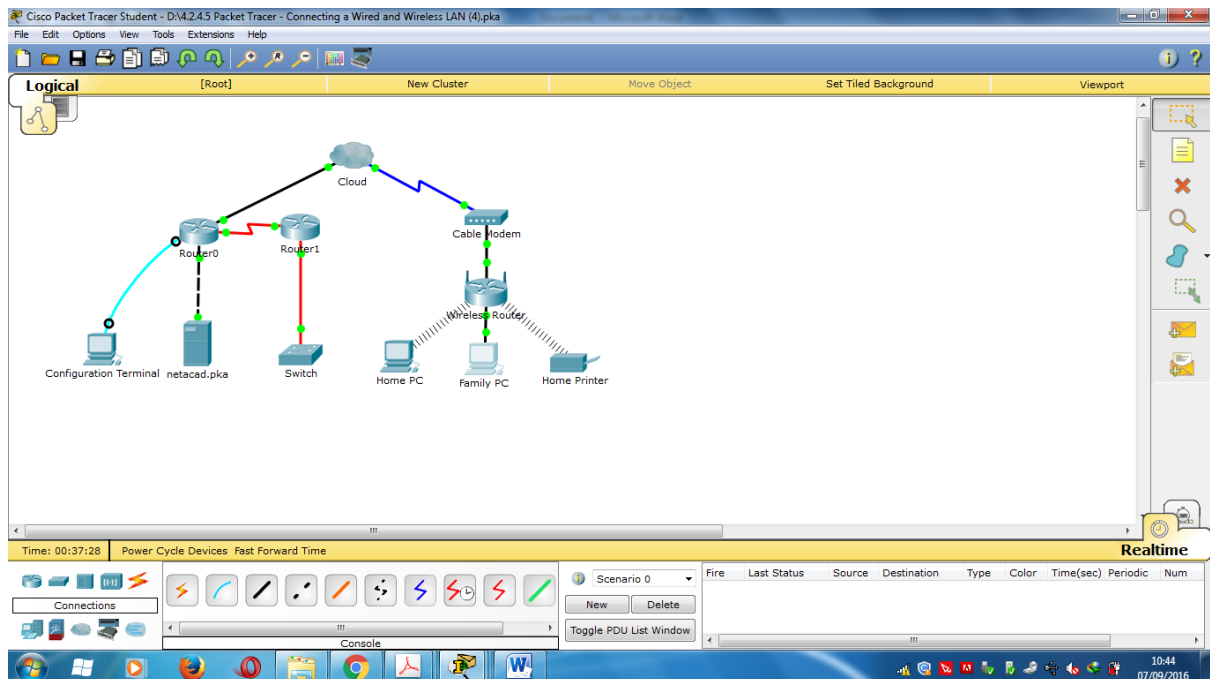 Cisco Packet Tracer Student - D:\4.2.4.5 Packet Tracer - Connecting a Wired and Wireless LAN (4).pka
File Edit Options View Tools Extensions Help
Logical [Root] New Cluster Move Object Set Tiled Background Viewport
Cloud
Cable Modem
Router0 Router1
Wireless Router
Configuration Terminal netacad.pka Switch Home PC Family PC Home Printer
Time: 00:37:28 Power Cycle Devices Fast Forward Time Realtime
Scenario 0 Fire Last Status Source Destination Type Color Time(sec) Periodic Num
Connections New Delete
Toggle PDU List Window
Console
10:44
07/09/2016